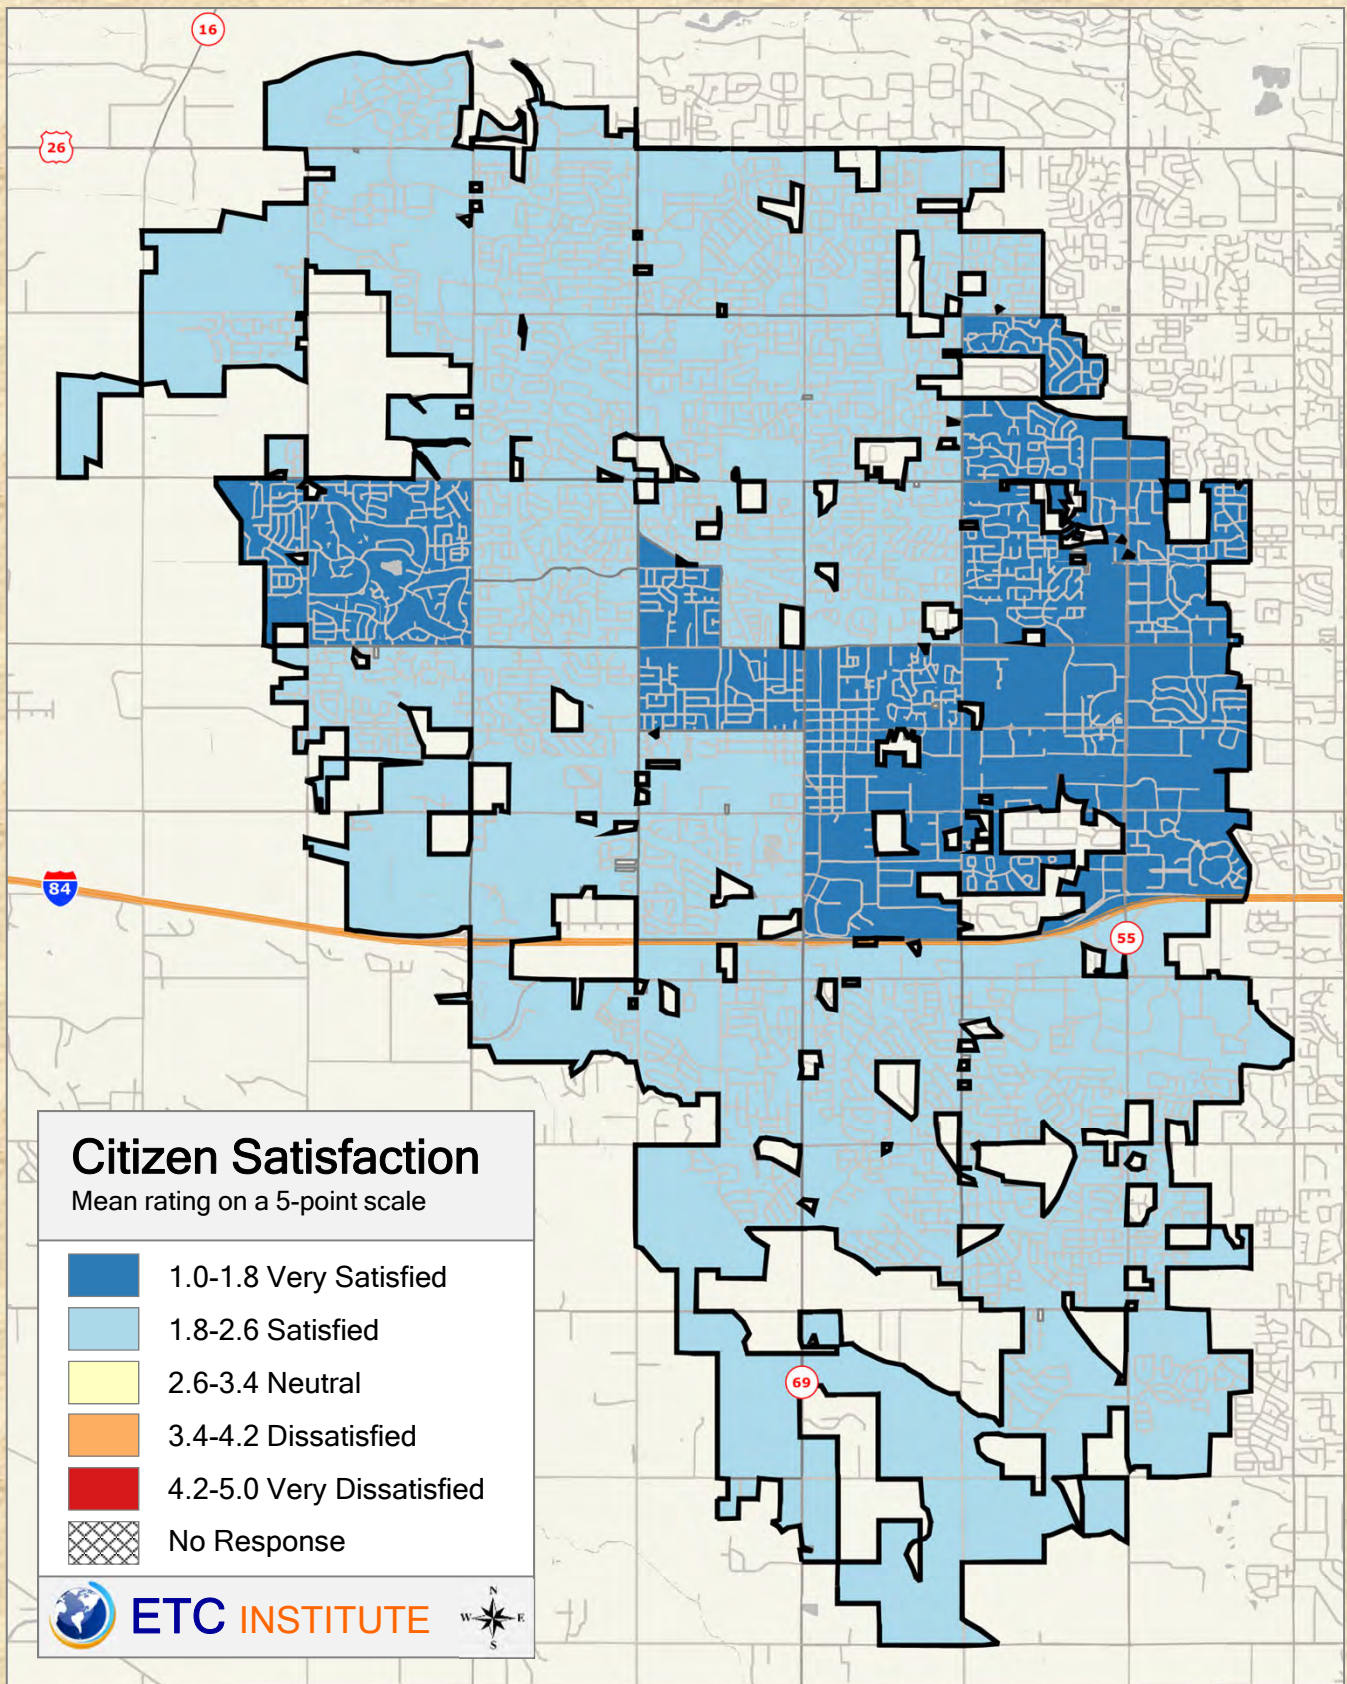 16
26
84
55
69
Citizen Satisfaction
Mean rating on a 5-point scale
1.0-1.8 Very Satisfied
1.8-2.6 Satisfied
2.6-3.4 Neutral
3.4-4.2 Dissatisfied
4.2-5.0 Very Dissatisfied
No Response
ETC INSTITUTE
N
W E
S